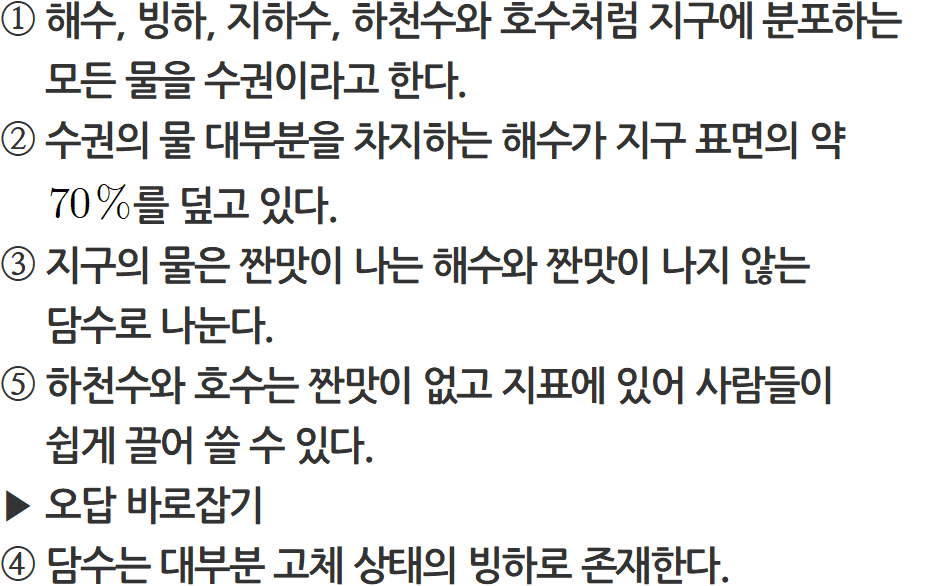 ① 해수, 빙하, 지하수, 하천수와 호수처럼 지구에 분포하는
모든 물을 수권이라고 한다.
② 수권의 물 대부분을 차지하는 해수가 지구 표면의 약
70%를 덮고 있다.
③ 지구의 물은 짠맛이 나는 해수와 짠맛이 나지 않는
담수로 나눈다.
⑤ 하천수와 호수는 짠맛이 없고 지표에 있어 사람들이
쉽게 끌어 쓸 수 있다.
▶ 오답 바로잡기
④ 담수는 대부분 고체 상태의 빙하로 존재한다.